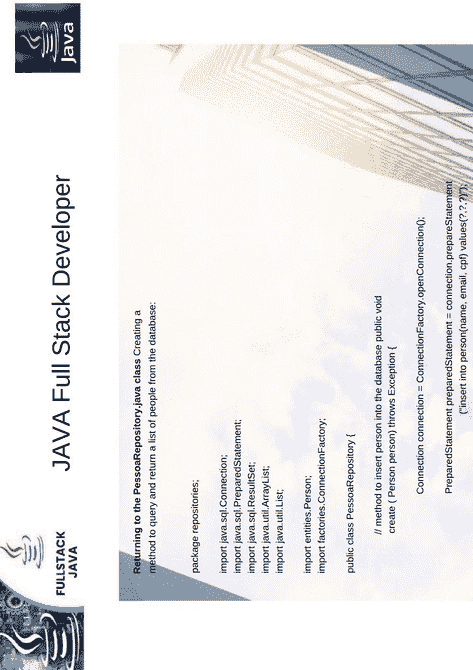 FULLSTACK
JAVA
JAVA Full Stack Developer
Java
Returning to the PessoaRepository.java class Creating a
method to query and return a list of people from the database:
package repositories;
import java.sql.Connection;
import java.sql.PreparedStatement;
import java.sql.ResultSet;
import java.util.ArrayList;
import java.util.List;
import entities.Person;
import factories.ConnectionFactory;
public class PessoaRepository {
// method to insert person into the database public void
create ( Person person) throws Exception {
Connection connection = ConnectionFactory.openConnection();
PreparedStatement preparedStatement = connection.prepareStatement
("insert into person(name, email, cpf) values(?,?,?)");